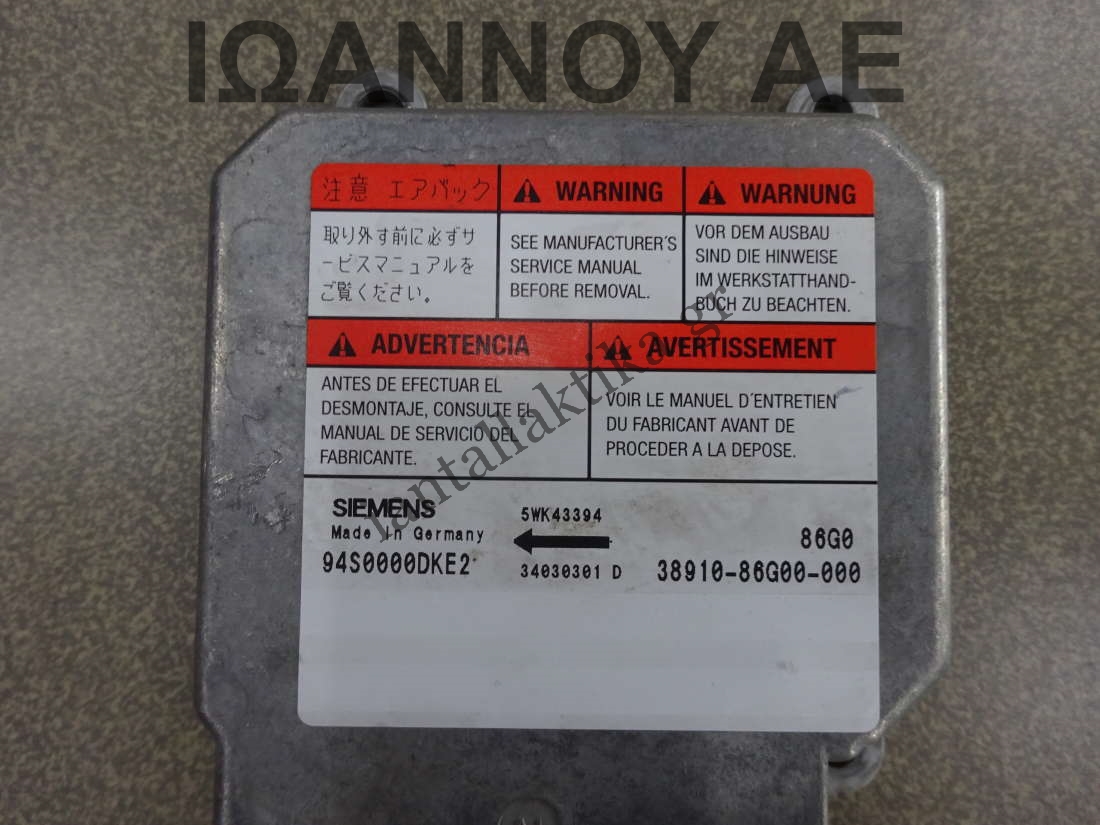 ΙΩΑΝΝΟΥ ΑΕ
注意 エアバック
取り外す前に必ずサ
ービスマニュアルを
ご覧ください。
WARNING
SEE MANUFACTURER'S
SERVICE MANUAL
BEFORE REMOVAL.
WARNUNG
VOR DEM AUSBAU
SIND DIE HINWEISE
IM WERKSTATTHAND-
BUCH ZU BEACHTEN.
ADVERTENCIA
ANTES DE EFECTUAR EL
DESMONTAJE, CONSULTE EL
MANUAL DE SERVICIO DEL
FABRICANTE.
AVERTISSEMENT
VOIR LE MANUEL D'ENTRETIEN
DU FABRICANT AVANT DE
PROCEDER A LA DEPOSE.
iantallaktika.gr
SIEMENS
Made in Germany
94S0000DKE2
5WK43394
34030301 D
86G0
38910-86G00-000